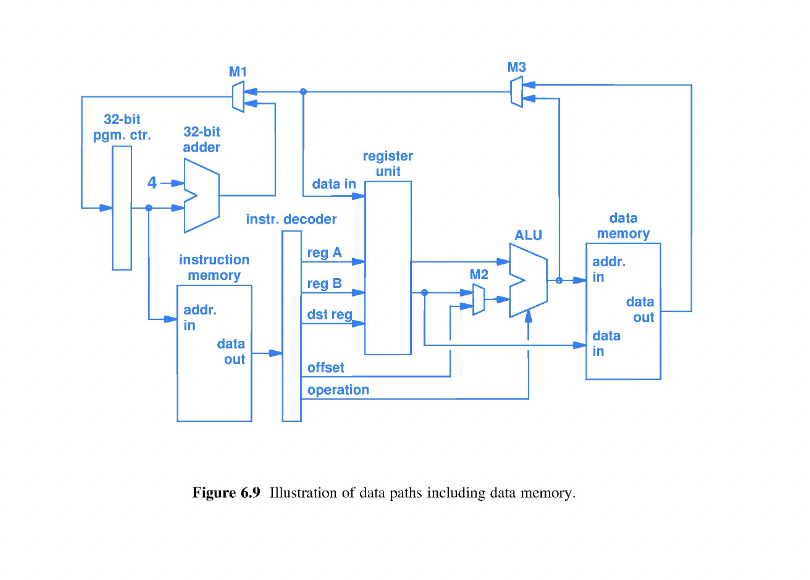 M1
M3
32-bit
pgm. ctr.
32-bit
adder
4
register
unit
data in
instr. decoder
instruction
memory
addr.
in
data
out
reg A
reg B
dst reg
offset
operation
M2
ALU
data
memory
addr.
in
data
out
data
in
Figure 6.9 Illustration of data paths including data memory.